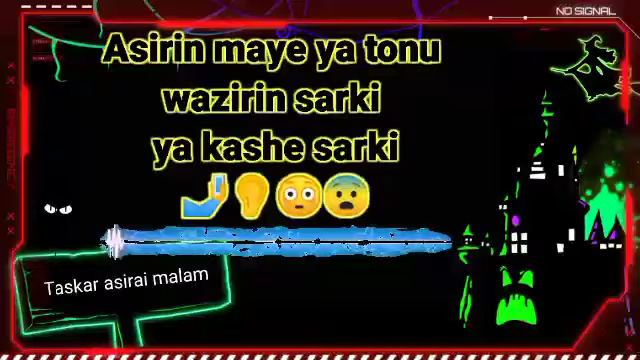 NO SIGNAL
Asirin maye ya tonu
wazirin sarki
ya kashe sarki
🤳👂😳😨
Taskar asirai malam